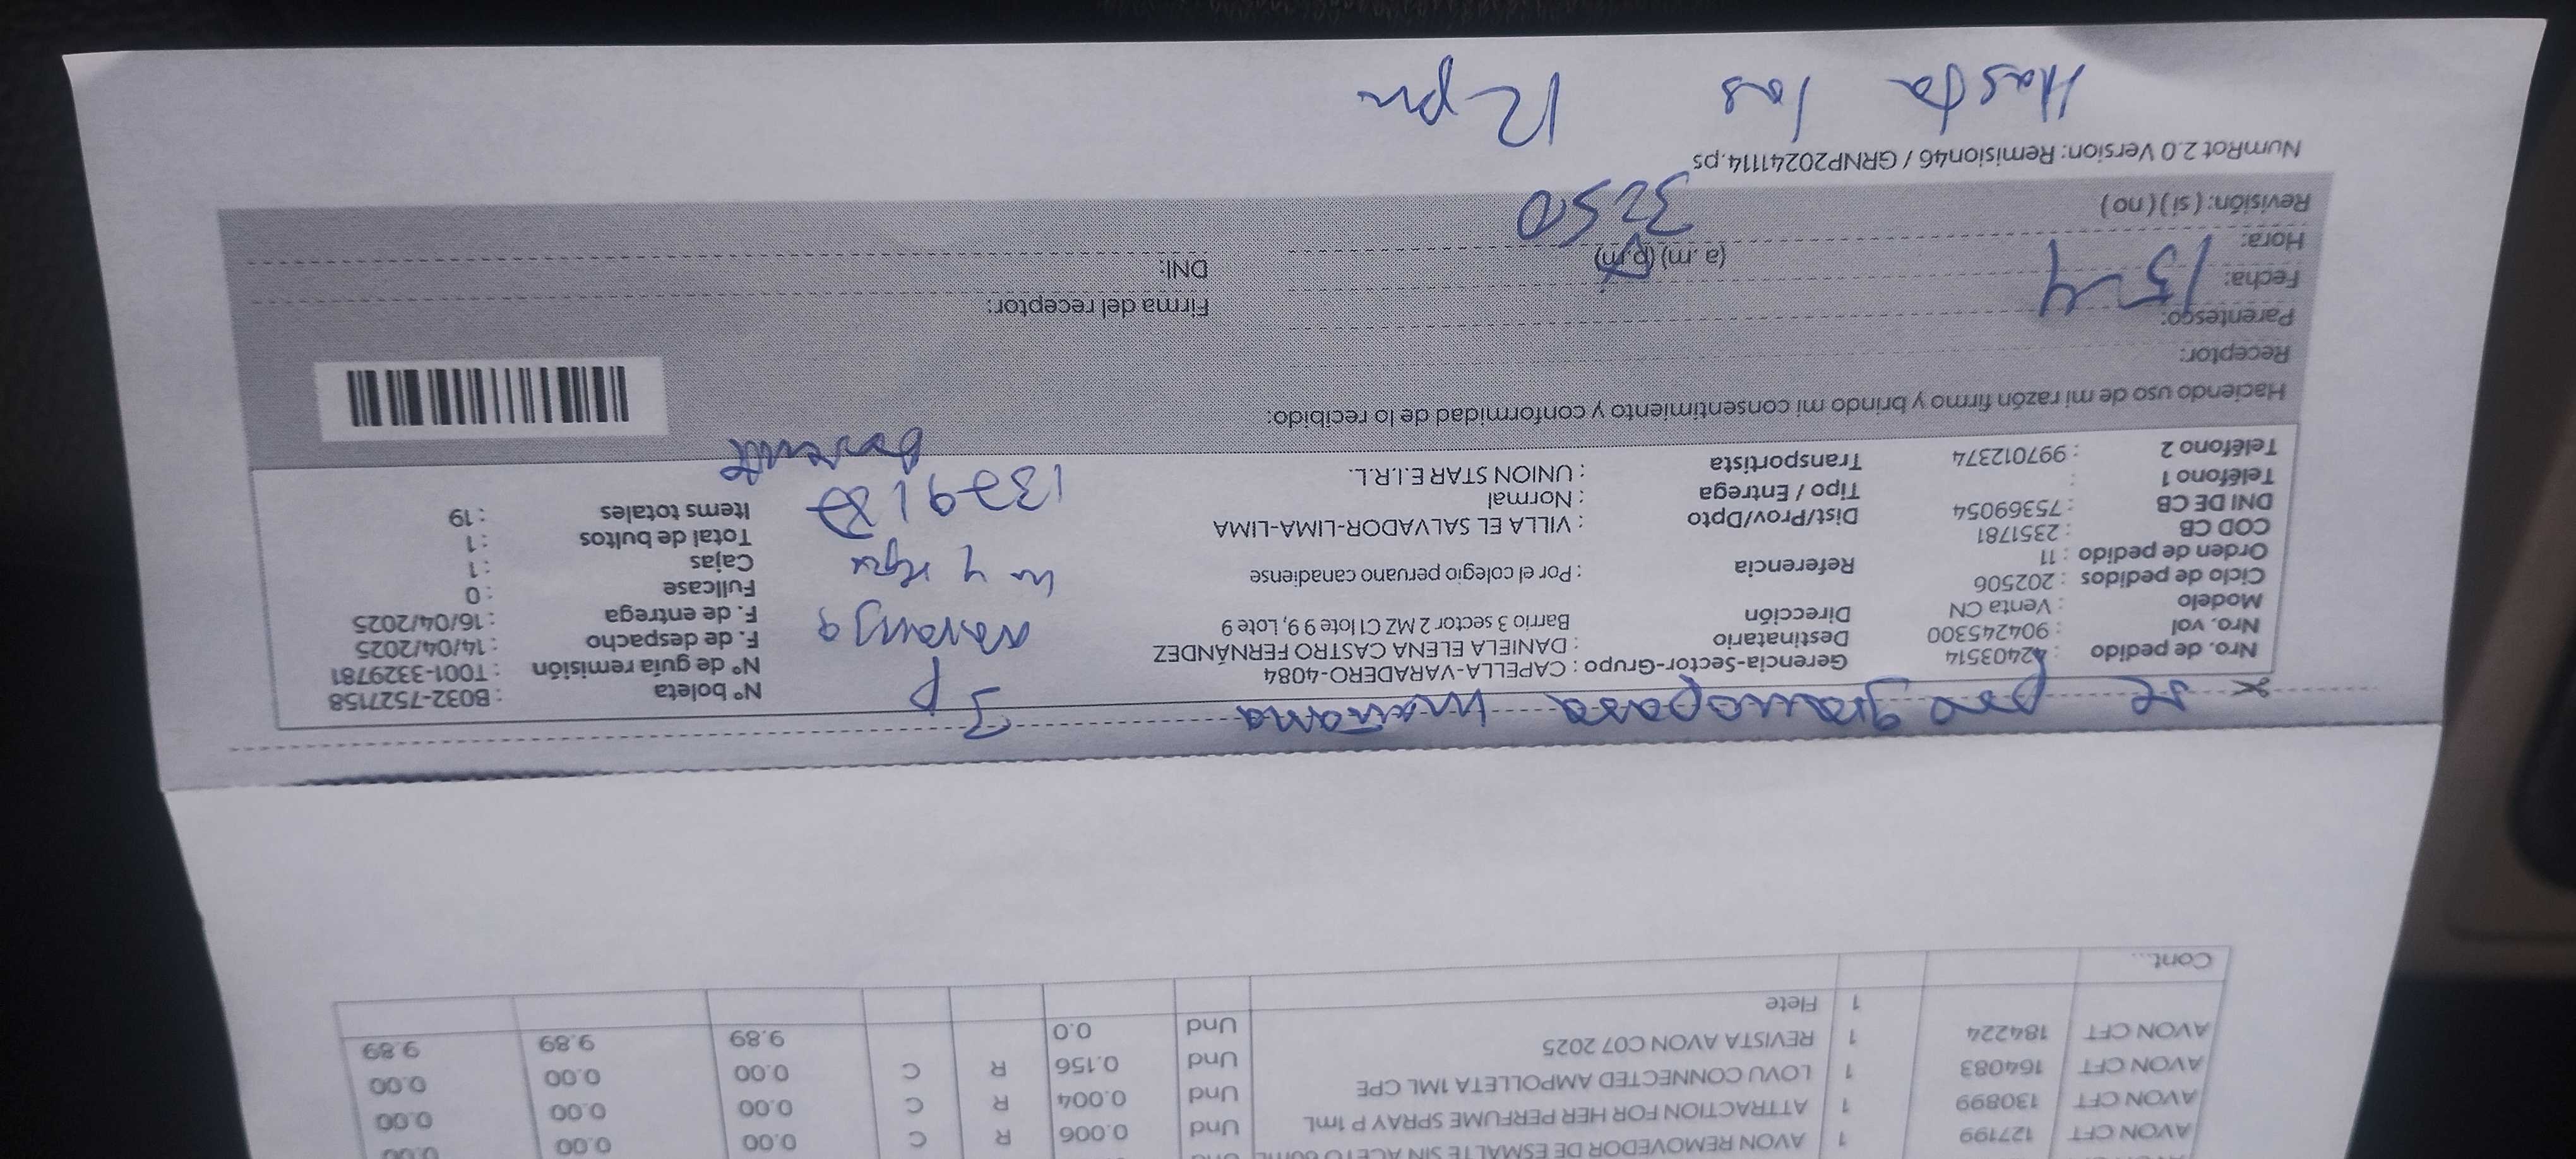 AVON CFT 127199 1 AVON REMOVEDOR DE ESMALTE SIN
AVON CFT 130899 1 ATTRACTION FOR HER PERFUME SPRAY P 1mL Und 0.006 R C 0.00 0.00 0.00
AVON CFT 164083 1 LOVU CONNECTED AMPOLLETA 1ML CPE Und 0.004 R C 0.00 0.00 0.00
AVON CFT 184224 1 REVISTA AVON C07 2025 Und 0.156 R C 0.00 0.00 0.00
1 Flete Und 0.0 9.89 9.89 9.89
Cont...
se mañana 3 P
Nro. de pedido : 42403514 Gerencia-Sector-Grupo : CAPELLA-VARADERO-4084 N° boleta : B032-7527158
Nro. vol : 904245300 Destinatario : DANIELA ELENA CASTRO FERNÁNDEZ N° de guía remisión : T001-3329781
Modelo : Venta CN Dirección Barrio 3 sector 2 MZ C1 lote 9 9, Lote 9 naranja F. de despacho : 14/04/2025
Ciclo de pedidos : 202506 F. de entrega : 16/04/2025
Orden de pedido : 11 Referencia : Por el colegio peruano canadiense Fullcase : 0
COD CB : 2351781 Cajas : 1
DNI DE CB : 75369054 Dist/Prov/Dpto : VILLA EL SALVADOR-LIMA-LIMA Total de bultos : 1
Teléfono 1 : Tipo / Entrega : Normal Items totales : 19
Teléfono 2 : 997012374 Transportista : UNION STAR E.I.R.L.
Haciendo uso de mi razón firmo y brindo mi consentimiento y conformidad de lo recibido:
Receptor:
Parentesco:
Fecha: 15-4 Firma del receptor:
Hora: (a .m) (p.m) DNI:
Revisión: ( si ) ( no ) 3250
NumRot 2.0 Version: Remision46 / GRNP20241114.ps
Hasta las 12 pm